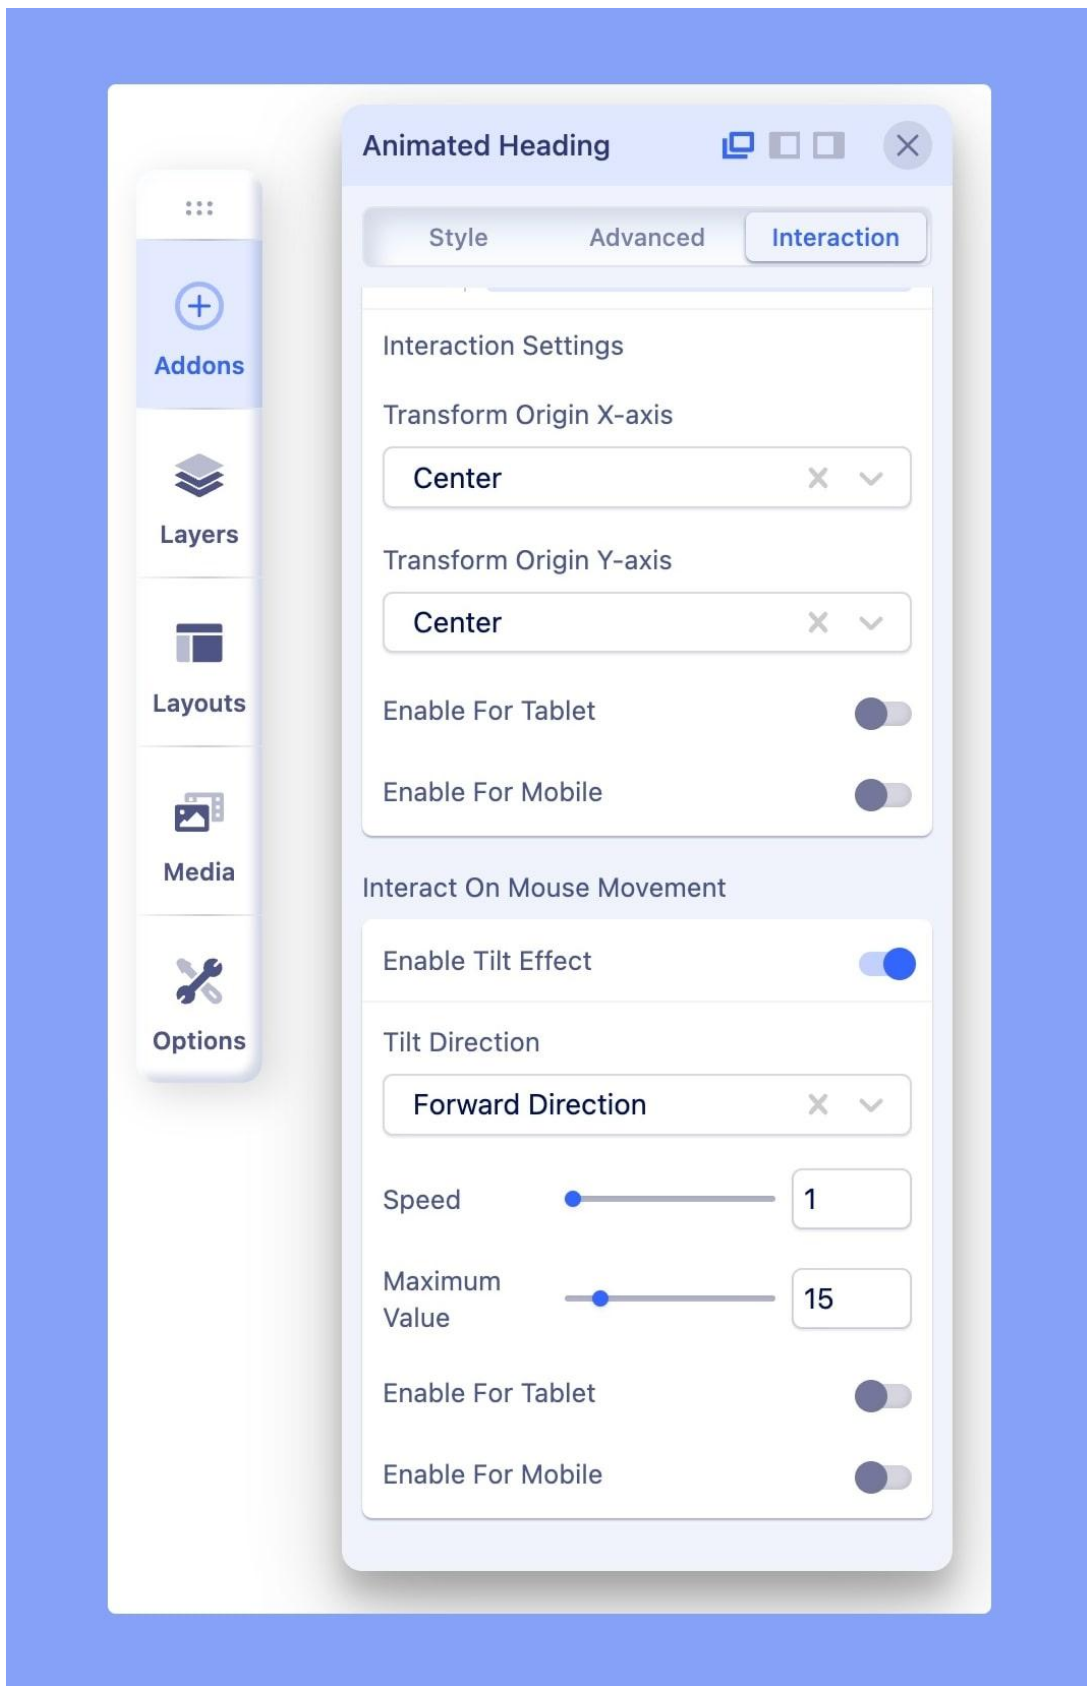 Animated Heading
Style Advanced Interaction
Addons
Layers
Layouts
Media
Options
Interaction Settings
Transform Origin X-axis
Center
Transform Origin Y-axis
Center
Enable For Tablet
Enable For Mobile
Interact On Mouse Movement
Enable Tilt Effect
Tilt Direction
Forward Direction
Speed 1
Maximum
Value 15
Enable For Tablet
Enable For Mobile